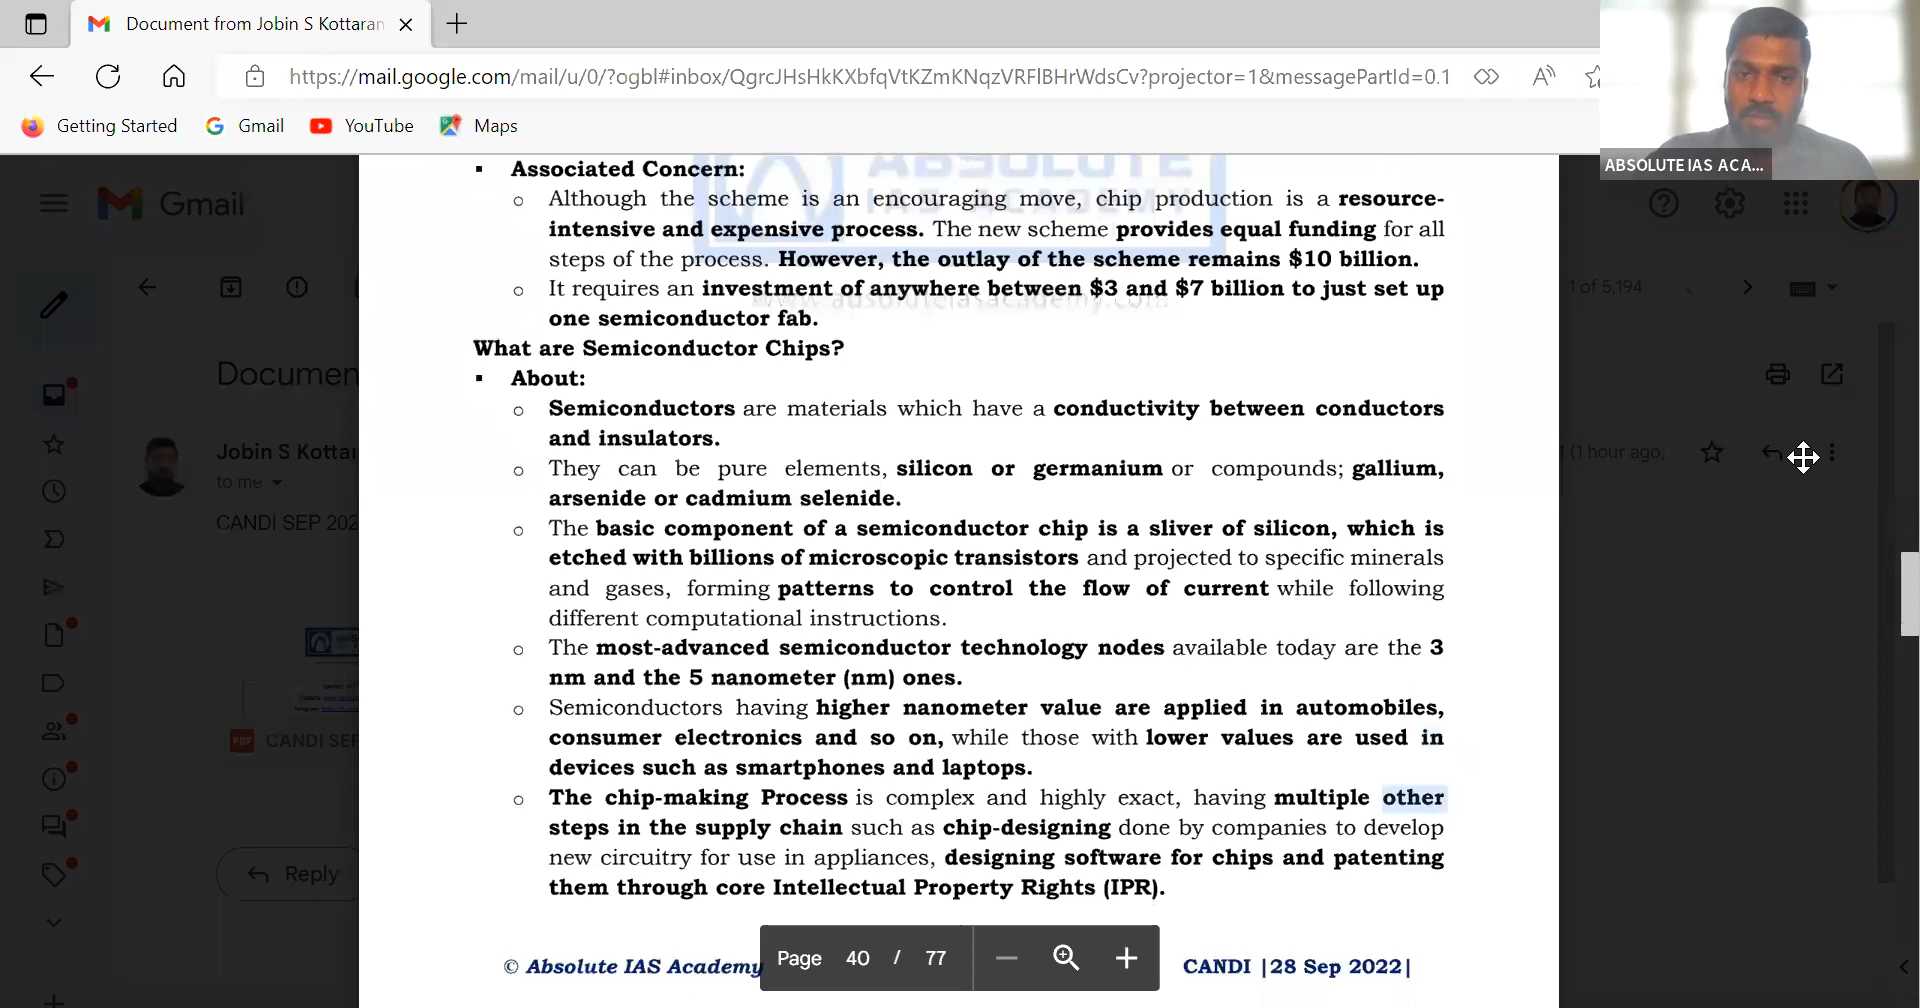 Document from Jobin S Kottaran
https://mail.google.com/mail/u/0/?ogbl#inbox/QgrcJHsHkKXbfqVtKZmKNqzVRFlBHrWdsCv?projector=1&messagePartId=0.1
Getting Started Gmail YouTube Maps
ABSOLUTE IAS ACA...
Gmail
1 of 5,194
Documen
Jobin S Kottar
to me
(1 hour ago,
CANDI SEP 202
PDF CANDI SEP
Reply
ABSOLUTE
IAS ACADEMY
www.absoluteiasacademy.com
▪ Associated Concern:
○ Although the scheme is an encouraging move, chip production is a resource-
intensive and expensive process. The new scheme provides equal funding for all
steps of the process. However, the outlay of the scheme remains $10 billion.
○ It requires an investment of anywhere between $3 and $7 billion to just set up
one semiconductor fab.
What are Semiconductor Chips?
▪ About:
○ Semiconductors are materials which have a conductivity between conductors
and insulators.
○ They can be pure elements, silicon or germanium or compounds; gallium,
arsenide or cadmium selenide.
○ The basic component of a semiconductor chip is a sliver of silicon, which is
etched with billions of microscopic transistors and projected to specific minerals
and gases, forming patterns to control the flow of current while following
different computational instructions.
○ The most-advanced semiconductor technology nodes available today are the 3
nm and the 5 nanometer (nm) ones.
○ Semiconductors having higher nanometer value are applied in automobiles,
consumer electronics and so on, while those with lower values are used in
devices such as smartphones and laptops.
○ The chip-making Process is complex and highly exact, having multiple other
steps in the supply chain such as chip-designing done by companies to develop
new circuitry for use in appliances, designing software for chips and patenting
them through core Intellectual Property Rights (IPR).
Page 40 / 77
© Absolute IAS Academy CANDI |28 Sep 2022|